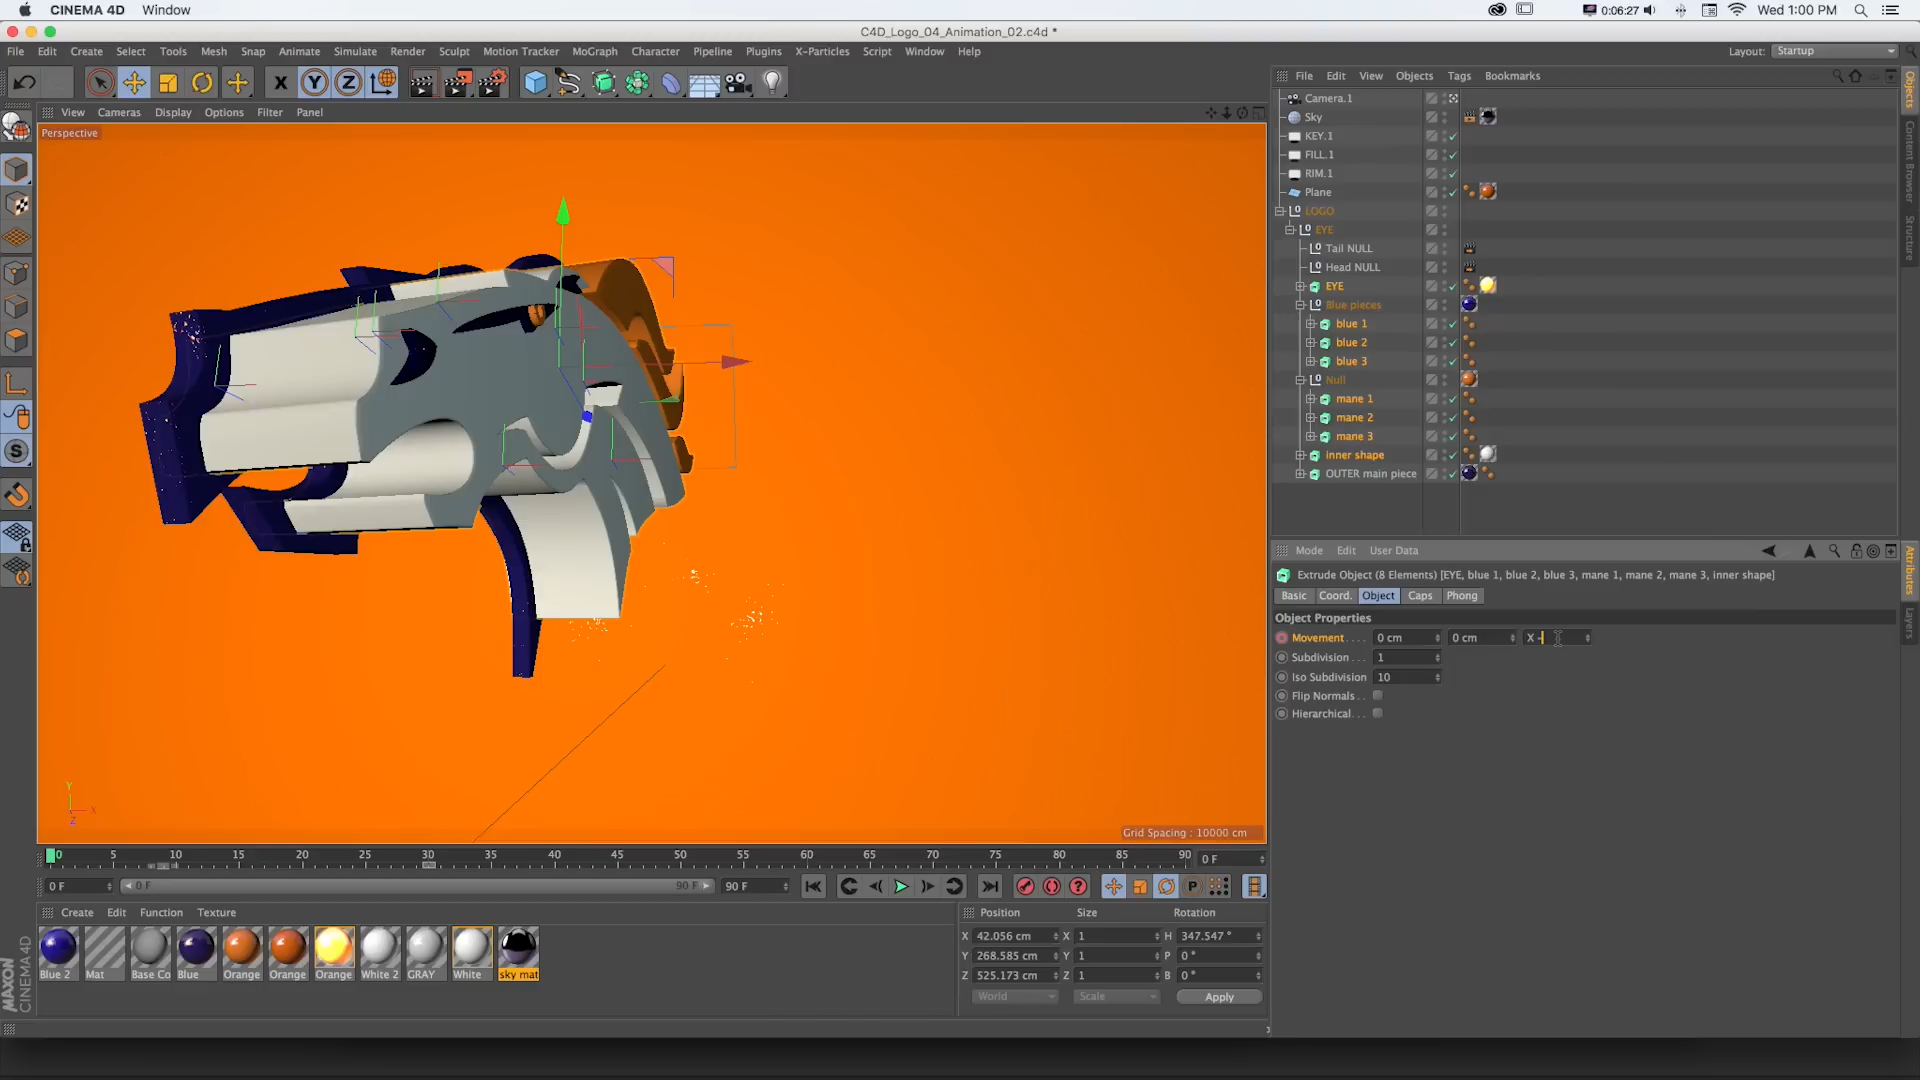 CINEMA 4D Window
0:06:27 Wed 1:00 PM
C4D_Logo_04_Animation_02.c4d *
File Edit Create Select Tools Mesh Snap Animate Simulate Render Sculpt Motion Tracker MoGraph Character Pipeline Plugins X-Particles Script Window Help
Layout: Startup
X Y Z
View Cameras Display Options Filter Panel
Perspective
File Edit View Objects Tags Bookmarks
Camera.1
Sky
KEY.1
FILL.1
RIM.1
Plane
LOGO
EYE
Tail NULL
Head NULL
EYE
Blue pieces
blue 1
blue 2
blue 3
Null
mane 1
mane 2
mane 3
inner shape
OUTER main piece
Objects
Content Browser
Structure
Mode Edit User Data
Extrude Object (8 Elements) [EYE, blue 1, blue 2, blue 3, mane 1, mane 2, mane 3, inner shape]
Basic Coord. Object Caps Phong
Object Properties
Movement . . . . 0 cm 0 cm X -
Subdivision . . . 1
Iso Subdivision 10
Flip Normals . .
Hierarchical. . .
Attributes
Layers
Y
X
Z
Grid Spacing : 10000 cm
0 5 10 15 20 25 30 35 40 45 50 55 60 65 70 75 80 85 90 0 F
0 F 0 F 90 F 90 F
Create Edit Function Texture
Blue 2 Mat Base Co Blue Orange Orange Orange White 2 GRAY White sky mat
MAXON
CINEMA 4D
Position Size Rotation
X 42.056 cm X 1 H 347.547 °
Y 268.585 cm Y 1 P 0 °
Z 525.173 cm Z 1 B 0 °
World Scale Apply